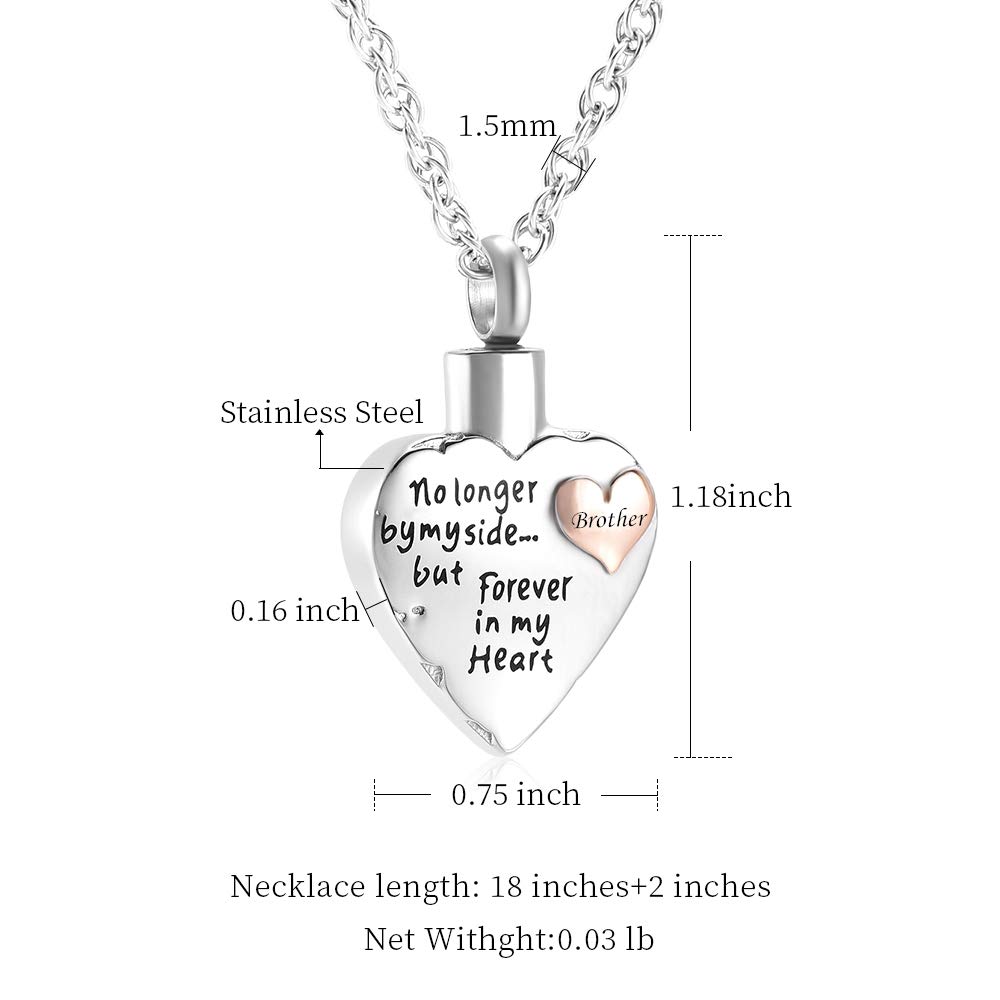 1.5mm
Stainless Steel
1.18inch
No longer
bymyside...
but Forever
in my
Heart
Brother
0.16 inch
0.75 inch
Necklace length: 18 inches+2 inches
Net Withght:0.03 lb